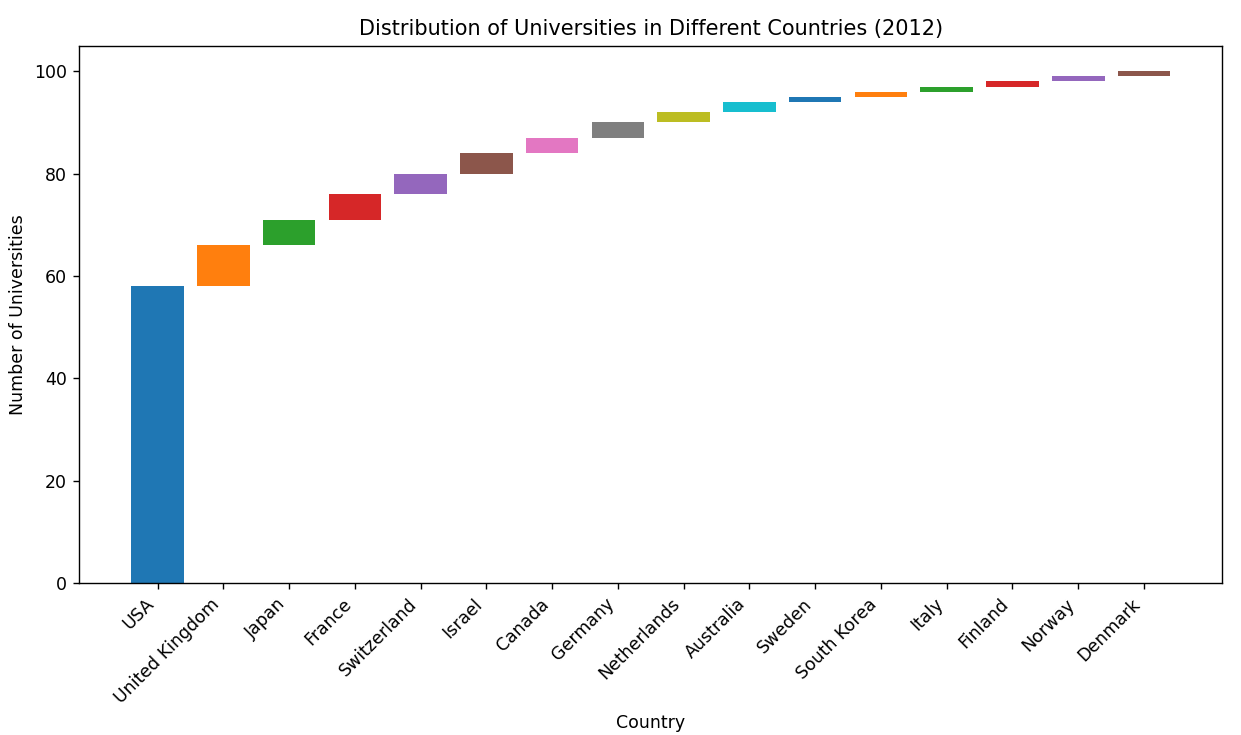 Distribution of Universities in Different Countries (2012)
Number of Universities
100
80
60
40
20
0
USA
United Kingdom
Japan
France
Switzerland
Israel
Canada
Germany
Netherlands
Australia
Sweden
South Korea
Italy
Finland
Norway
Denmark
Country